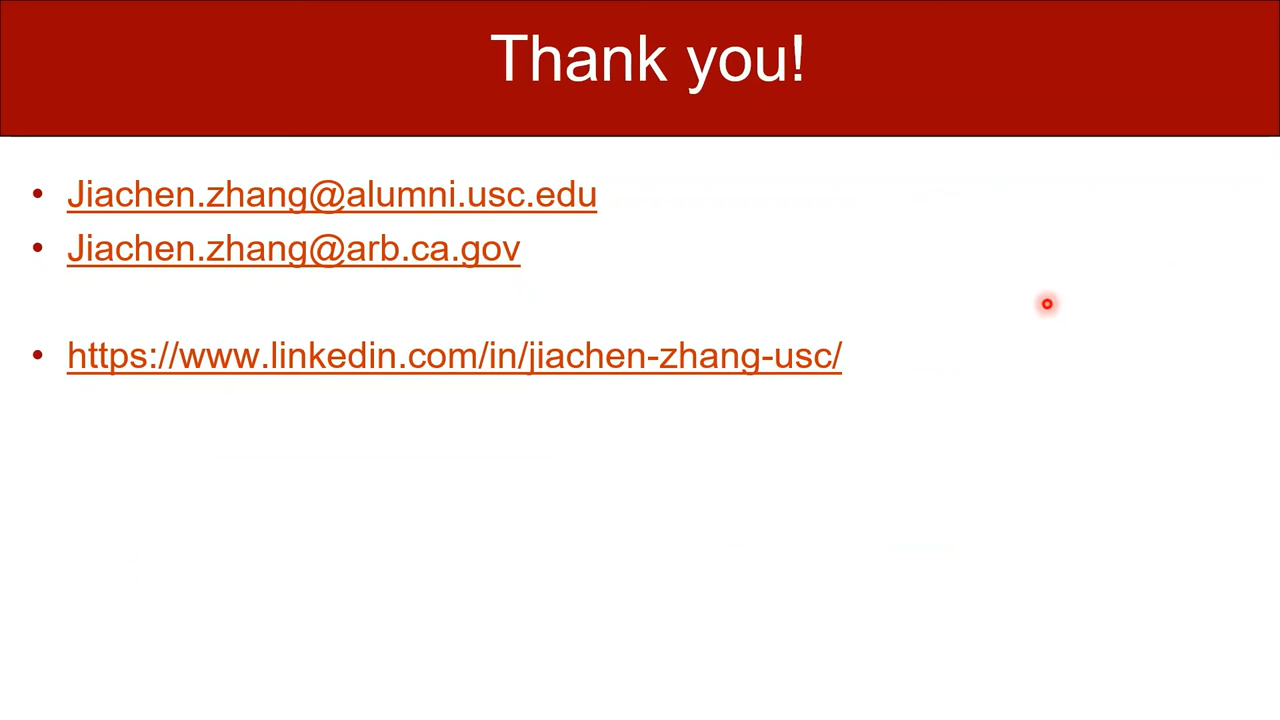 Thank you!
• Jiachen.zhang@alumni.usc.edu
• Jiachen.zhang@arb.ca.gov
• https://www.linkedin.com/in/jiachen-zhang-usc/